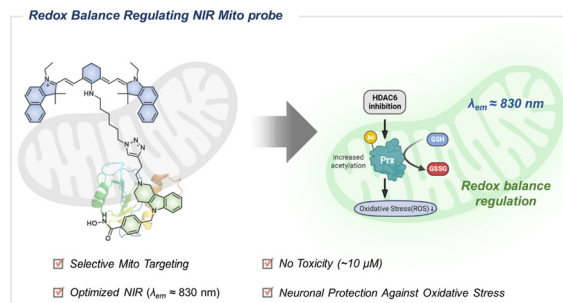 Redox Balance Regulating NIR Mito probe
N+
N
HN
N=N
N
N
N
HO-NH
O
HDAC6
inhibition
Ac
increased
acetylation
Prx
GSH
GSSG
Oxidative Stress(ROS)↓
λem ≈ 830 nm
Redox balance
regulation
Selective Mito Targeting
No Toxicity (~10 μM)
Optimized NIR (λem ≈ 830 nm)
Neuronal Protection Against Oxidative Stress